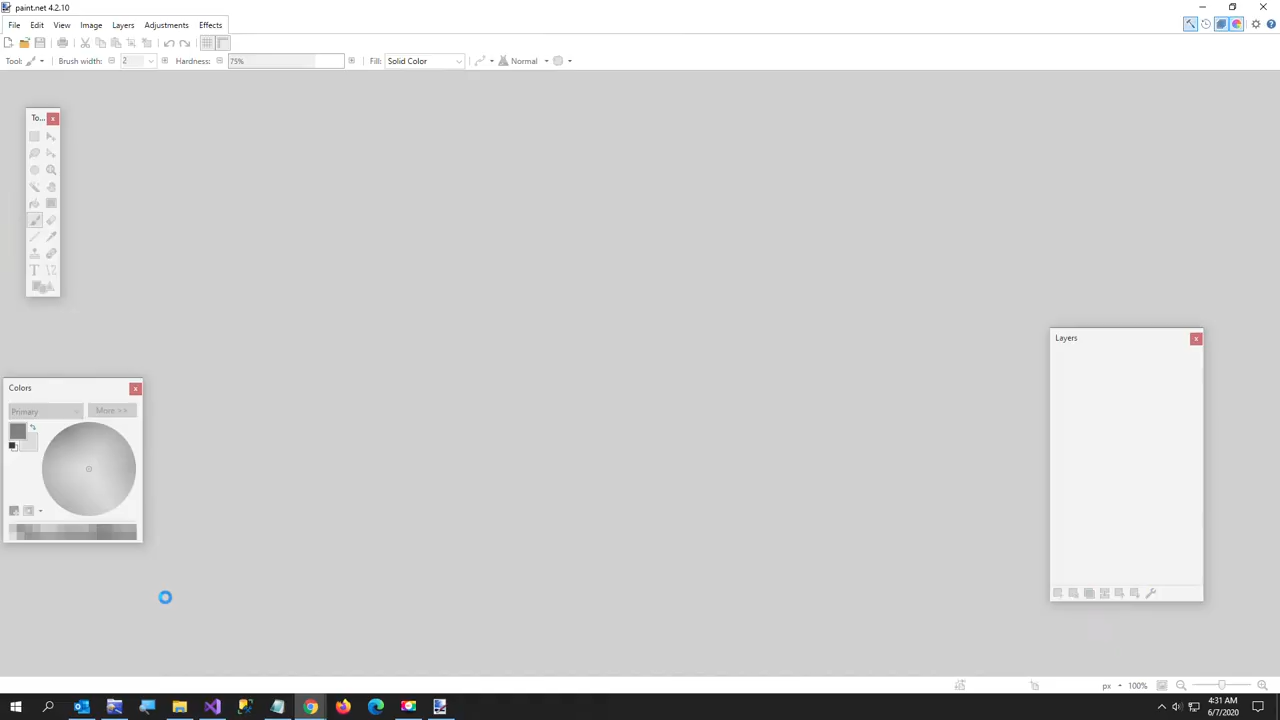 paint.net 4.2.10
File Edit View Image Layers Adjustments Effects
Tool: Brush width: 2 Hardness: 75% Fill: Solid Color Normal
To...
Layers
Colors
Primary More >>
px 100%
4:31 AM
6/7/2020